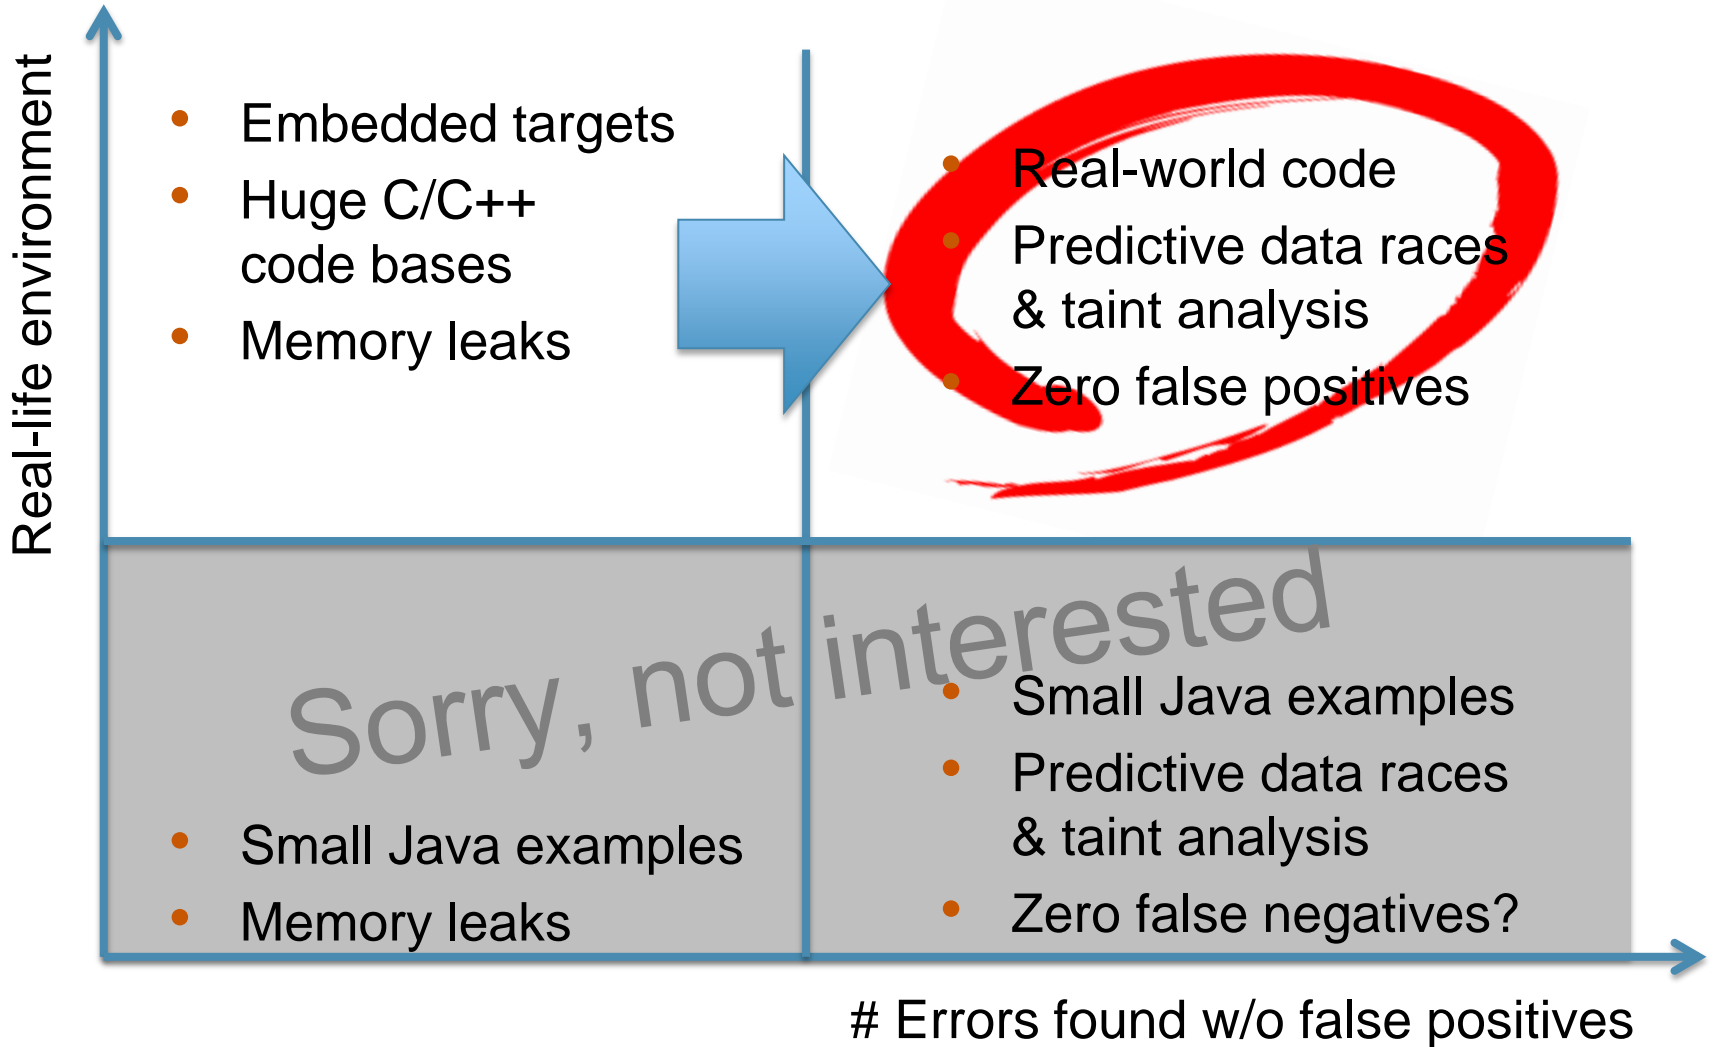 Real-life environment
• Embedded targets
• Huge C/C++
code bases
• Memory leaks
• Real-world code
• Predictive data races
& taint analysis
• Zero false positives
Sorry, not interested
• Small Java examples
• Memory leaks
• Small Java examples
• Predictive data races
& taint analysis
• Zero false negatives?
# Errors found w/o false positives